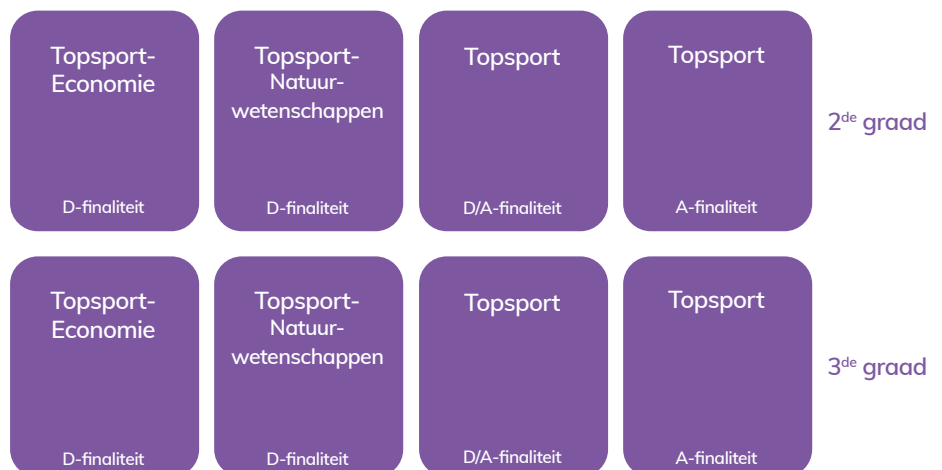 Topsport-
Economie
D-finaliteit
Topsport-
Natuur-
wetenschappen
D-finaliteit
Topsport
D/A-finaliteit
Topsport
A-finaliteit
2de graad
Topsport-
Economie
D-finaliteit
Topsport-
Natuur-
wetenschappen
D-finaliteit
Topsport
D/A-finaliteit
Topsport
A-finaliteit
3de graad